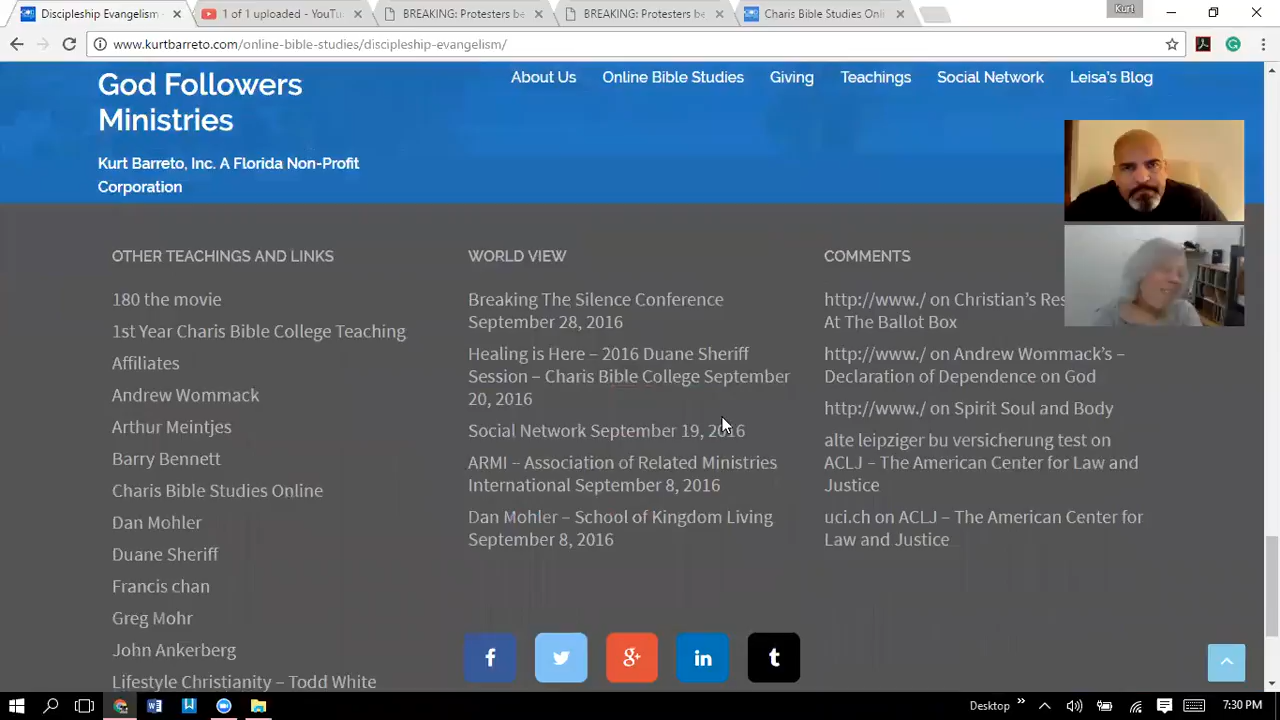 Discipleship Evangelism
1 of 1 uploaded - YouTu
BREAKING: Protesters be
BREAKING: Protesters be
Charis Bible Studies Onli
Kurt
www.kurtbarreto.com/online-bible-studies/discipleship-evangelism/
God Followers
Ministries
Kurt Barreto, Inc. A Florida Non-Profit
Corporation
About Us
Online Bible Studies
Giving
Teachings
Social Network
Leisa's Blog
OTHER TEACHINGS AND LINKS
180 the movie
1st Year Charis Bible College Teaching
Affiliates
Andrew Wommack
Arthur Meintjes
Barry Bennett
Charis Bible Studies Online
Dan Mohler
Duane Sheriff
Francis chan
Greg Mohr
John Ankerberg
Lifestyle Christianity – Todd White
WORLD VIEW
Breaking The Silence Conference
September 28, 2016
Healing is Here – 2016 Duane Sheriff
Session – Charis Bible College September
20, 2016
Social Network September 19, 2016
ARMI – Association of Related Ministries
International September 8, 2016
Dan Mohler – School of Kingdom Living
September 8, 2016
COMMENTS
http://www./ on Christian's Res
At The Ballot Box
http://www./ on Andrew Wommack's –
Declaration of Dependence on God
http://www./ on Spirit Soul and Body
alte leipziger bu versicherung test on
ACLJ – The American Center for Law and
Justice
uci.ch on ACLJ – The American Center for
Law and Justice
Desktop
7:30 PM